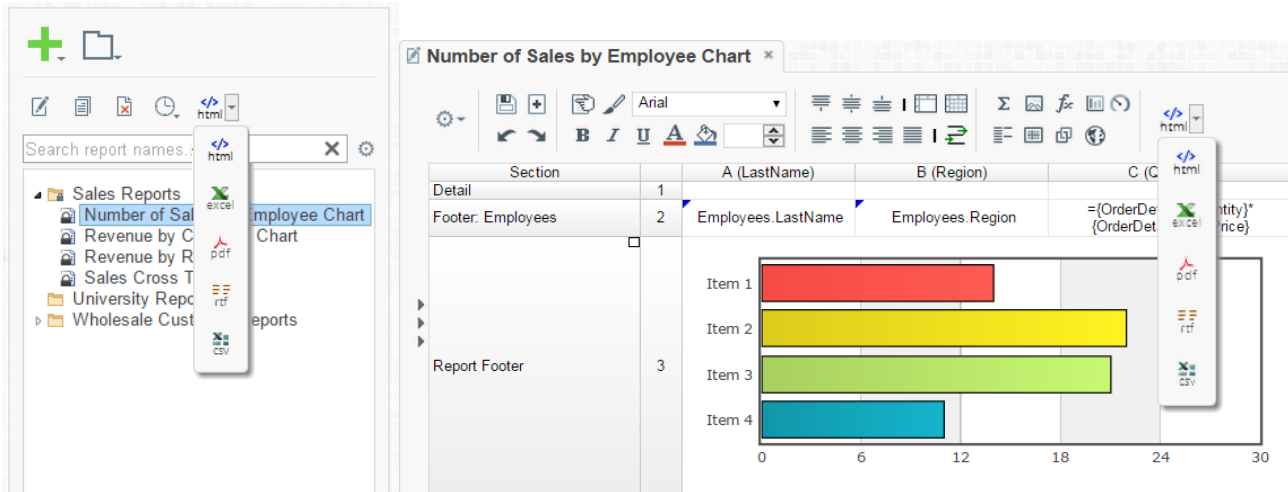 html
Search report names.
html
excel
pdf
rtf
csv
Sales Reports
Number of Sal mployee Chart
Revenue by C Chart
Revenue by R
Sales Cross T
University Repo
Wholesale Cust eports
Number of Sales by Employee Chart
Arial
B I U A
Σ fx
html
html
excel
pdf
rtf
csv
Section A (LastName) B (Region) C (Q
Detail 1
Footer: Employees 2 Employees.LastName Employees.Region ={OrderDet ntity}*
{OrderDeta rice}
Report Footer 3
Item 1
Item 2
Item 3
Item 4
0 6 12 18 24 30